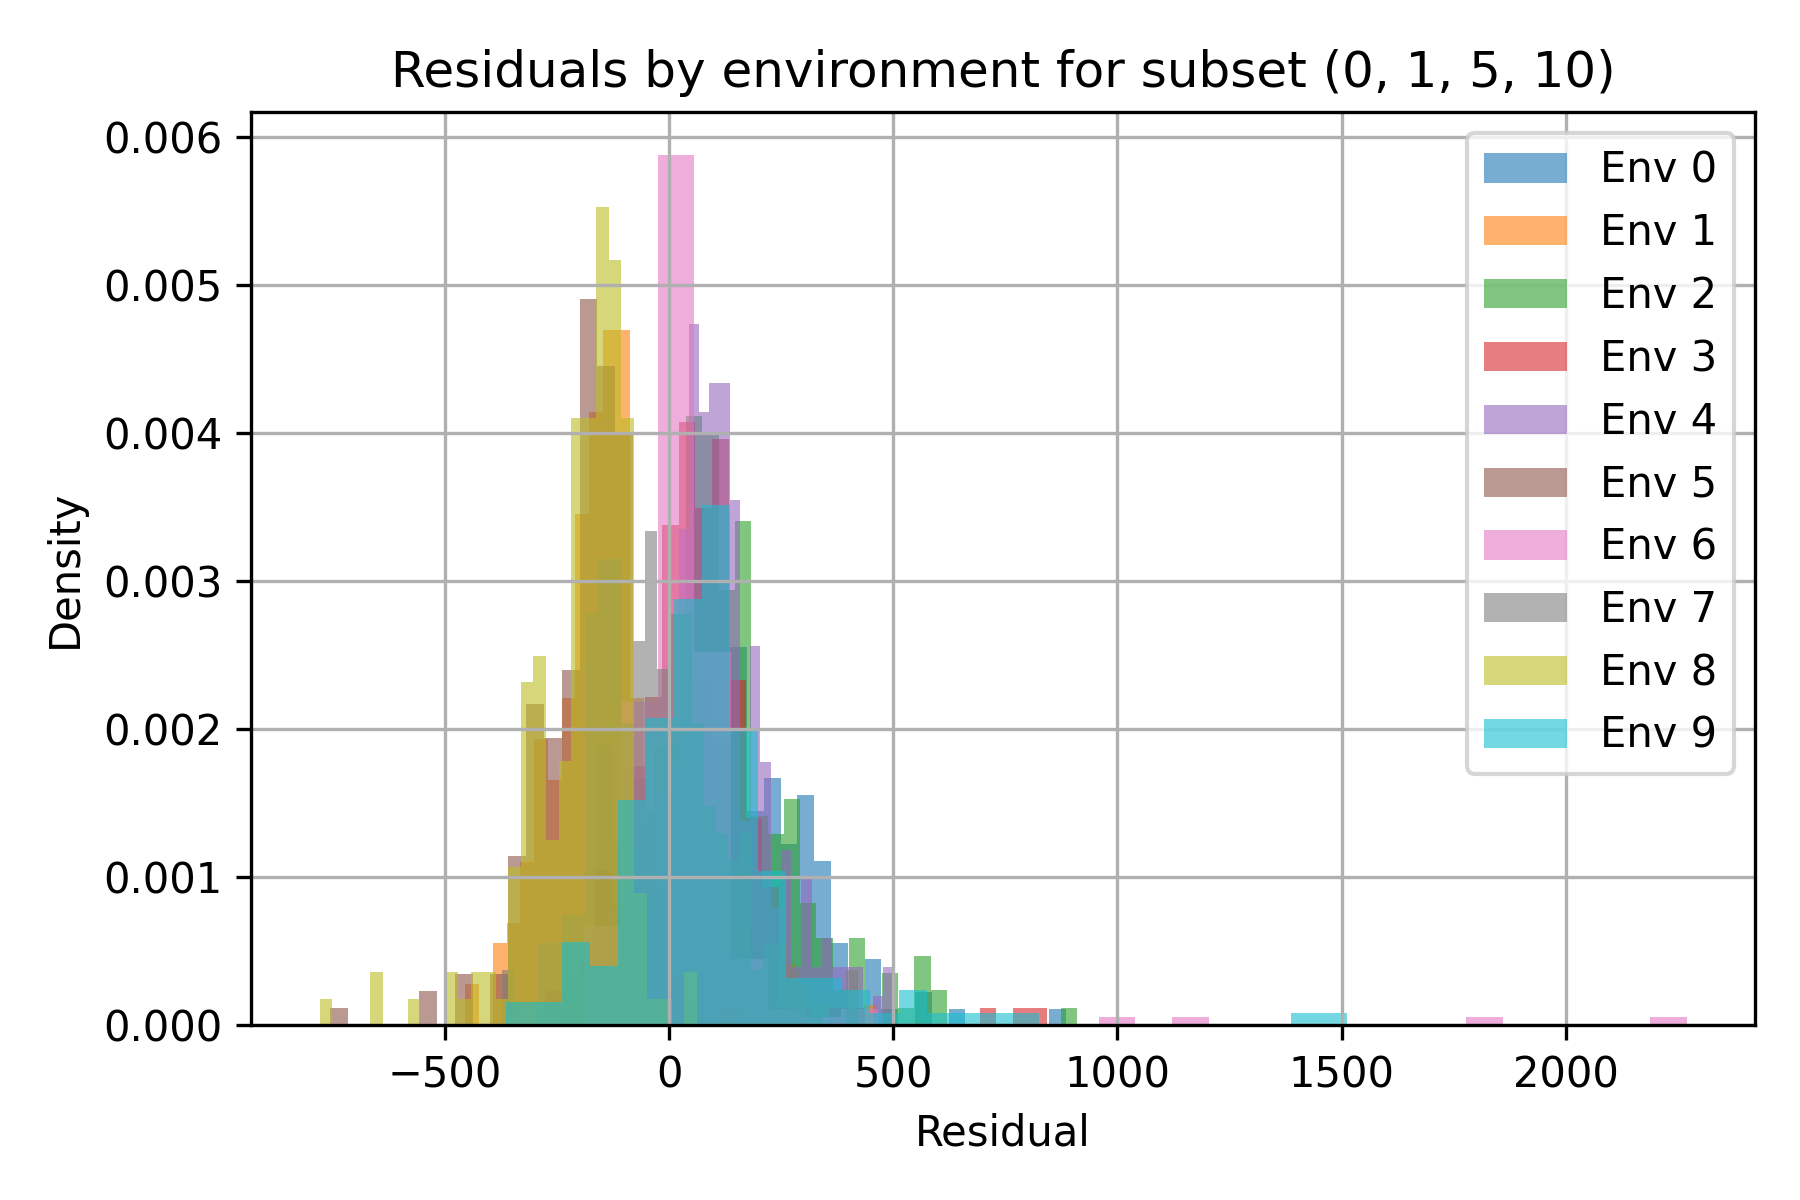 Residuals by environment for subset (0, 1, 5, 10)
0.006
0.005
0.004
0.003
0.002
0.001
0.000
Density
−500
0
500
1000
1500
2000
Residual
Env 0
Env 1
Env 2
Env 3
Env 4
Env 5
Env 6
Env 7
Env 8
Env 9